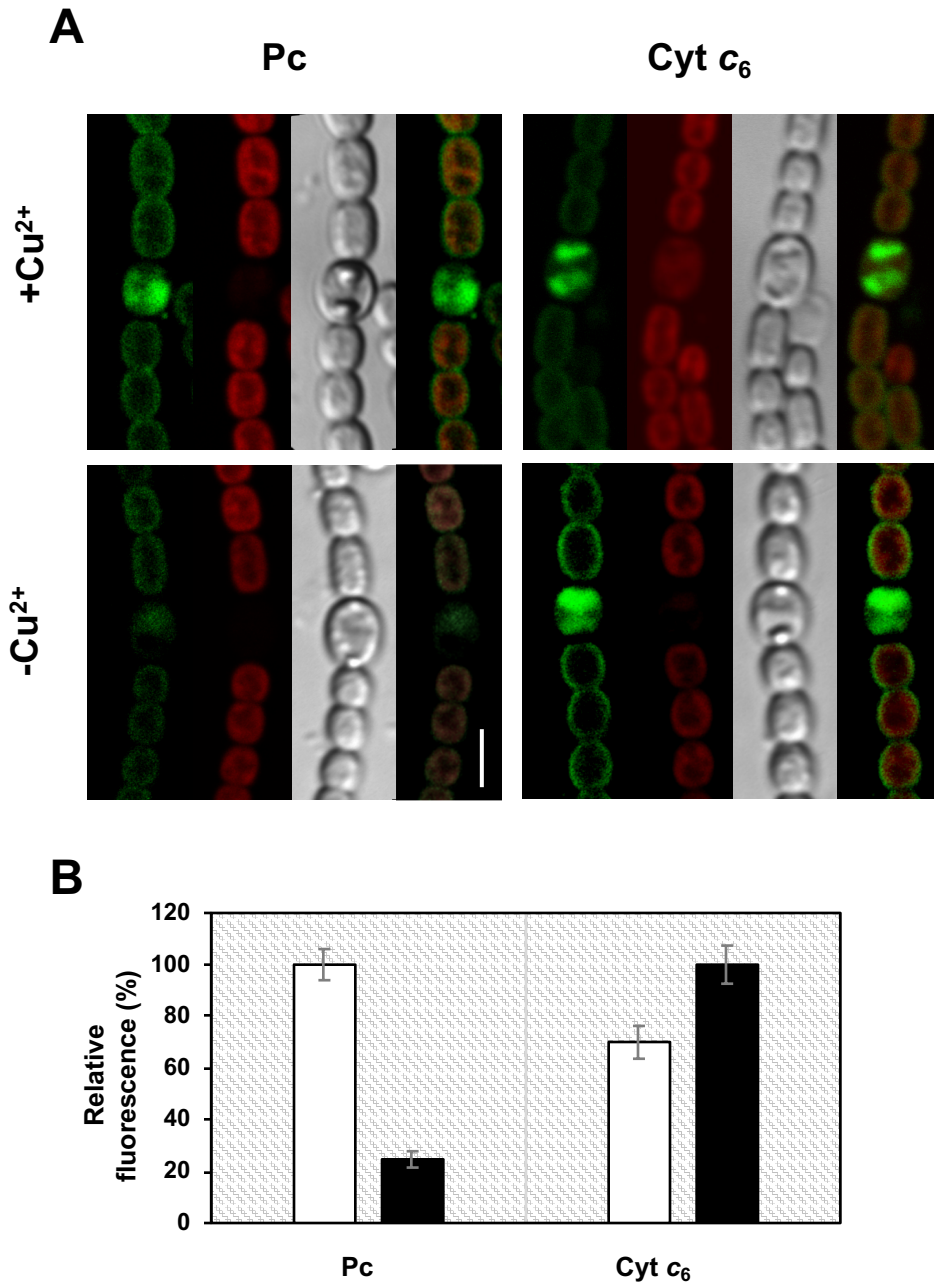 A
Pc
Cyt c₆
+Cu²⁺
-Cu²⁺
B
120
100
80
60
40
20
0
Relative
fluorescence (%)
Pc
Cyt c₆